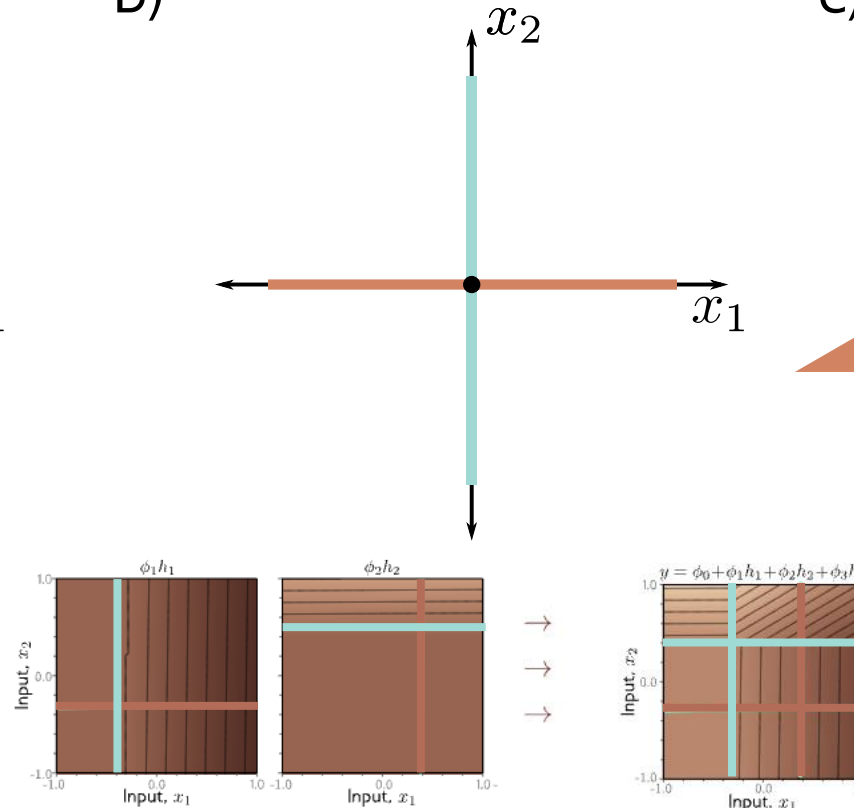 x₂
x₁
ϕ₁h₁
ϕ₂h₂
y = ϕ₀+ϕ₁h₁+ϕ₂h₂+ϕ₃
1.0
0.0
-1.0
Input, x₂
-1.0 0.0 1.0
Input, x₁
-1.0 0.0 1.0
Input, x₁
→
→
→
1.0
0.0
-1.0
Input, x₂
-1.0 0.0
Input, x₁